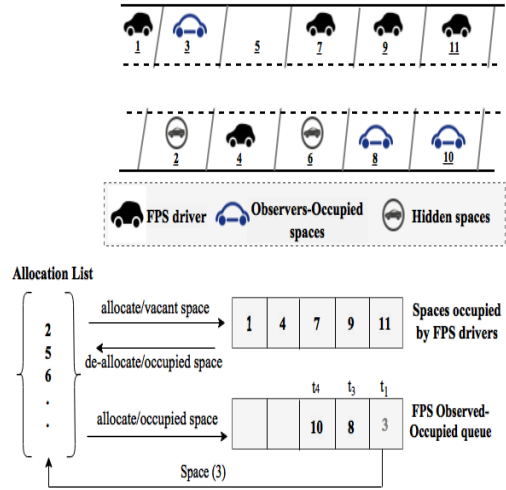 1 3 5 7 9 11
2 4 6 8 10
FPS driver
Observers-Occupied
spaces
Hidden spaces
Allocation List
2
5
6
.
.
allocate/vacant space
1 4 7 9 11
Spaces occupied
by FPS drivers
de-allocate/occupied space
t4 t3 t1
allocate/occupied space
10 8 3
FPS Observed-
Occupied queue
Space (3)